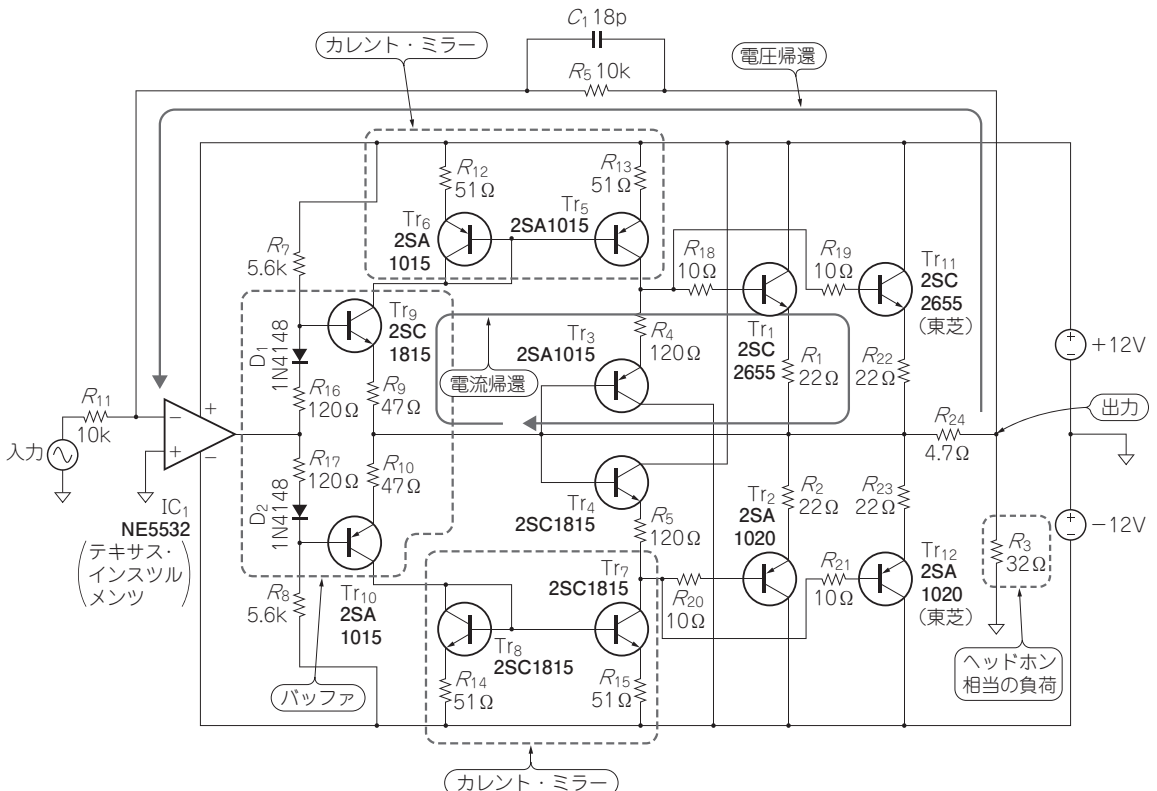 C1 18p
カレント・ミラー
電圧帰還
R5 10k
R12
51Ω
R13
51Ω
Tr6
2SA
1015
Tr5
2SA1015
R7
5.6k
R18
10Ω
R19
10Ω
Tr11
2SC
2655
(東芝)
Tr9
2SC
1815
D1
1N4148
R4
120Ω
Tr3
2SA1015
Tr1
2SC
2655
R1
22Ω
R22
22Ω
+12V
電流帰還
R16
120Ω
R9
47Ω
R11
10k
入力
−
+
+
−
R24
4.7Ω
出力
R17
120Ω
R10
47Ω
IC1
NE5532
(テキサス・
インスツル
メンツ)
D2
1N4148
Tr4
2SC1815
R5
120Ω
Tr2
2SA
1020
R2
22Ω
R23
22Ω
−12V
R3
32Ω
R8
5.6k
Tr10
2SA
1015
Tr7
2SC1815
R20
10Ω
R21
10Ω
Tr12
2SA
1020
(東芝)
Tr8
2SC1815
R14
51Ω
R15
51Ω
バッファ
ヘッドホン
相当の負荷
カレント・ミラー